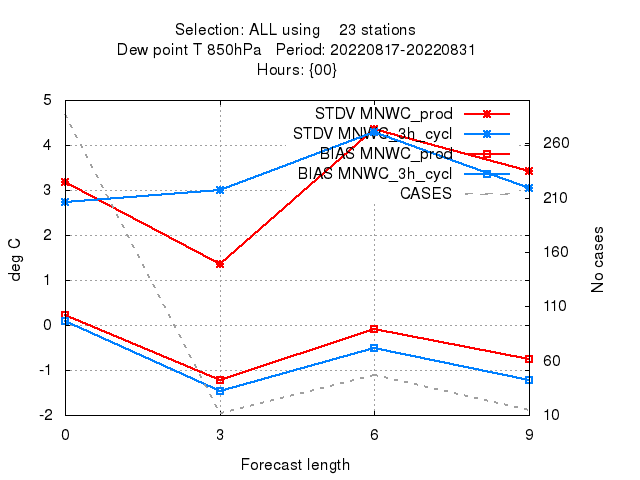 Selection: ALL using    23 stations
Dew point T 850hPa   Period: 20220817-20220831
Hours: {00}
STDV MNWC_prod
STDV MNWC_3h_cycl
BIAS MNWC_prod
BIAS MNWC_3h_cycl
CASES
5
4
3
2
1
0
-1
-2
deg C
260
210
160
110
60
10
No cases
0 3 6 9
Forecast length